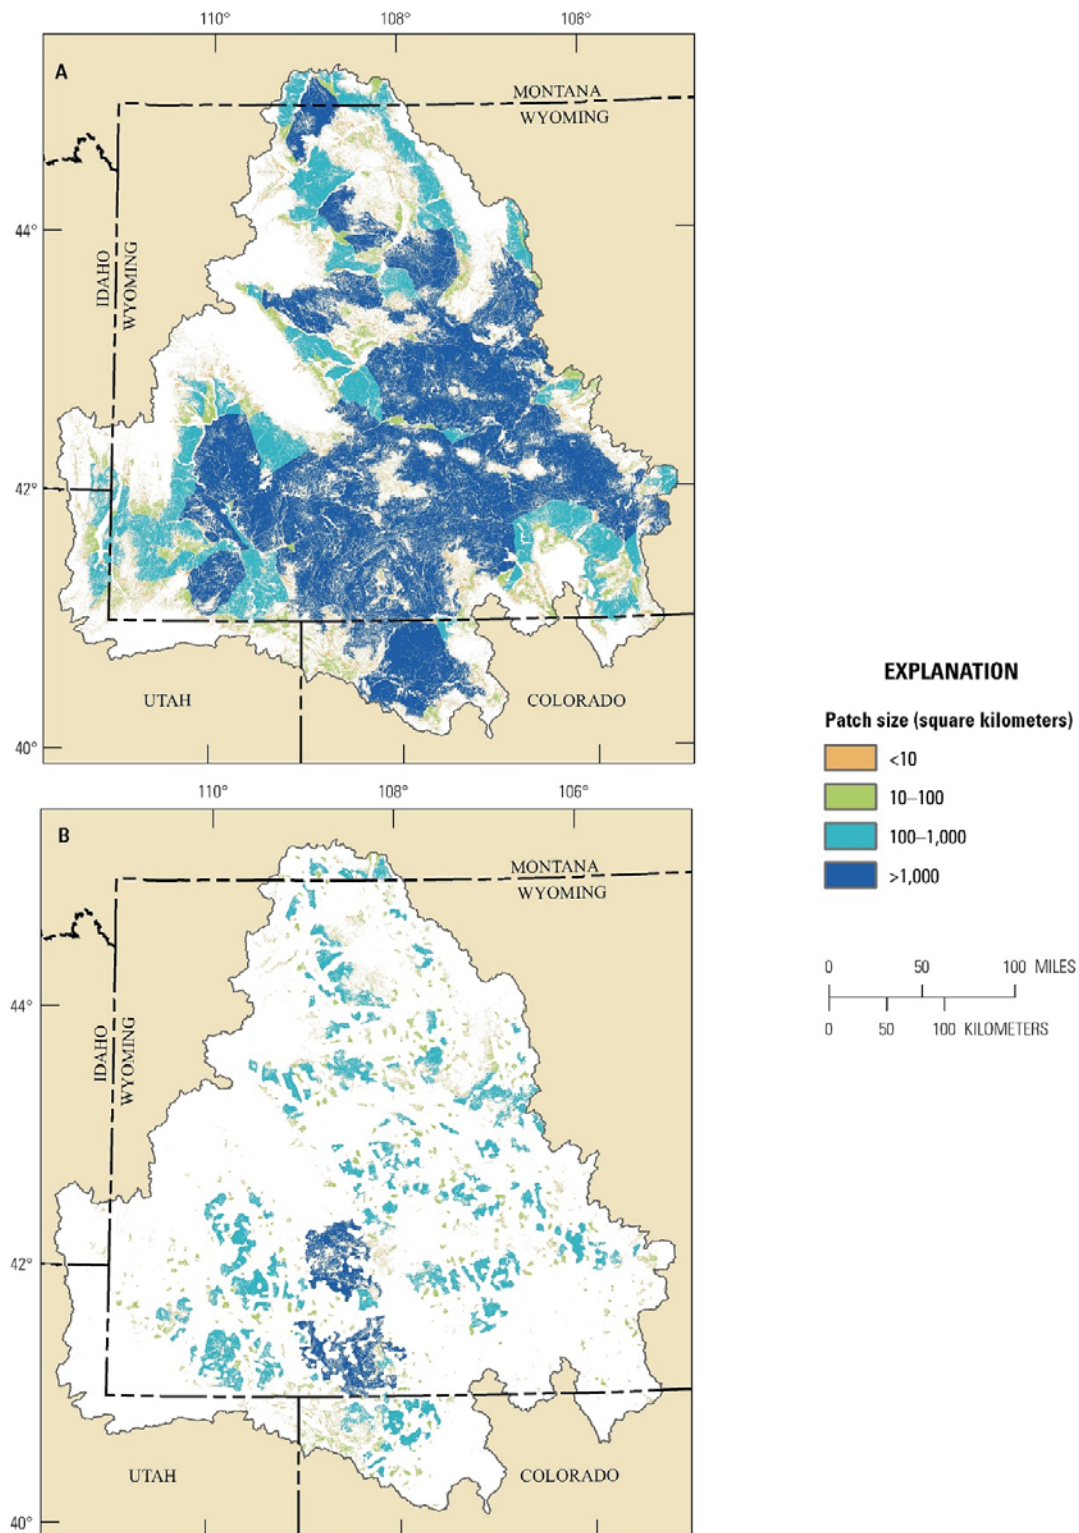 110° 108° 106°
A
MONTANA
WYOMING
44°
IDAHO
WYOMING
42°
UTAH
COLORADO
40°
110° 108° 106°
B
MONTANA
WYOMING
44°
IDAHO
WYOMING
42°
UTAH
COLORADO
40°
EXPLANATION
Patch size (square kilometers)
<10
10–100
100–1,000
>1,000
0 50 100 MILES
0 50 100 KILOMETERS